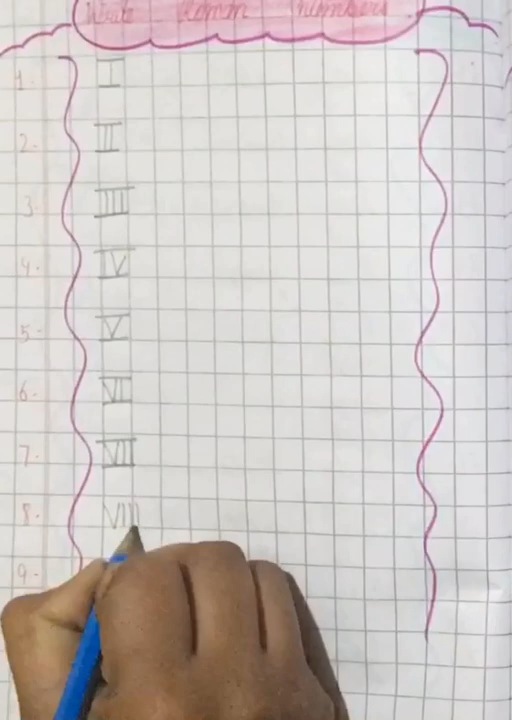 Write Roman Numbers
1. I
2. II
3. III
4. IV
5. V
6. VI
7. VII
8. VIII
9.